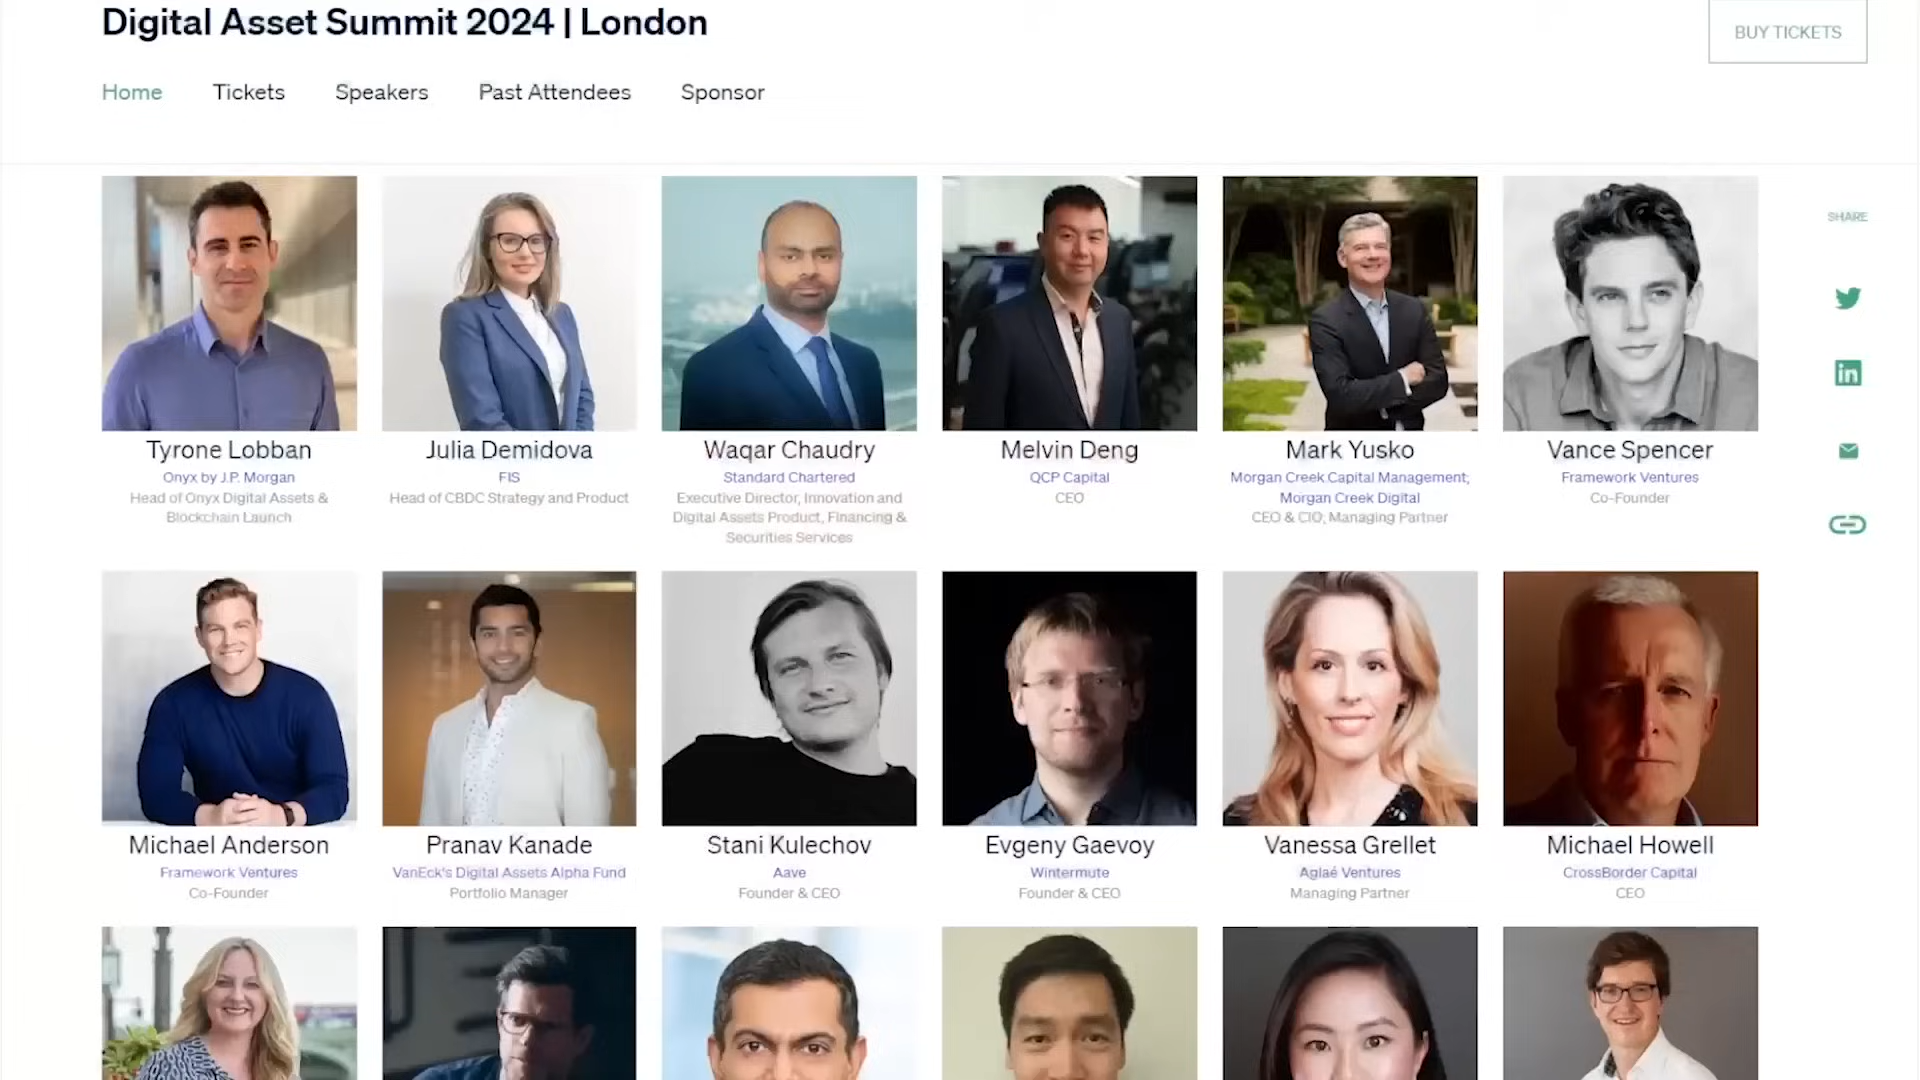 Digital Asset Summit 2024 | London
BUY TICKETS
Home Tickets Speakers Past Attendees Sponsor
SHARE
Tyrone Lobban
Onyx by J.P. Morgan
Head of Onyx Digital Assets &
Blockchain Launch
Julia Demidova
FIS
Head of CBDC Strategy and Product
Waqar Chaudry
Standard Chartered
Executive Director, Innovation and
Digital Assets Product, Financing &
Securities Services
Melvin Deng
QCP Capital
CEO
Mark Yusko
Morgan Creek Capital Management;
Morgan Creek Digital
CEO & CIO; Managing Partner
Vance Spencer
Framework Ventures
Co-Founder
Michael Anderson
Framework Ventures
Co-Founder
Pranav Kanade
VanEck's Digital Assets Alpha Fund
Portfolio Manager
Stani Kulechov
Aave
Founder & CEO
Evgeny Gaevoy
Wintermute
Founder & CEO
Vanessa Grellet
Aglaé Ventures
Managing Partner
Michael Howell
CrossBorder Capital
CEO